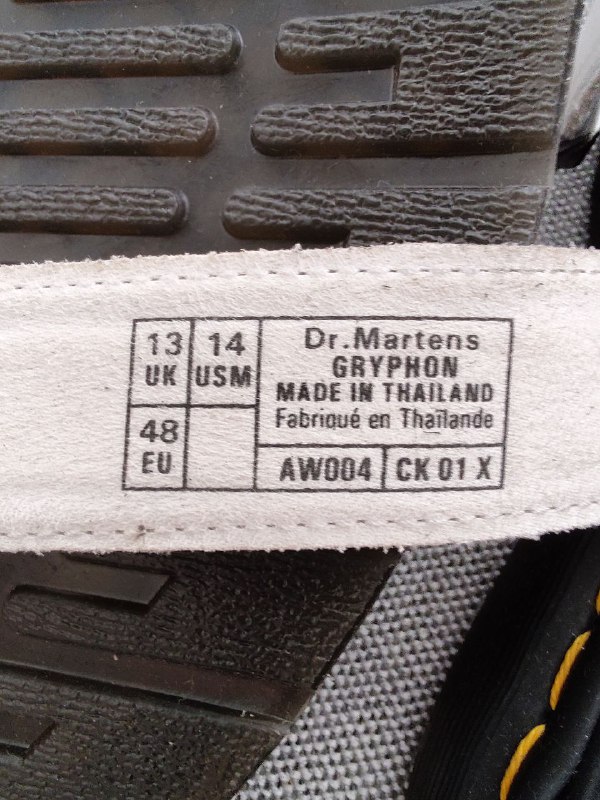 13 UK
14 USM
48 EU
Dr.Martens
GRYPHON
MADE IN THAILAND
Fabriqué en Thaïlande
AW004
CK 01 X